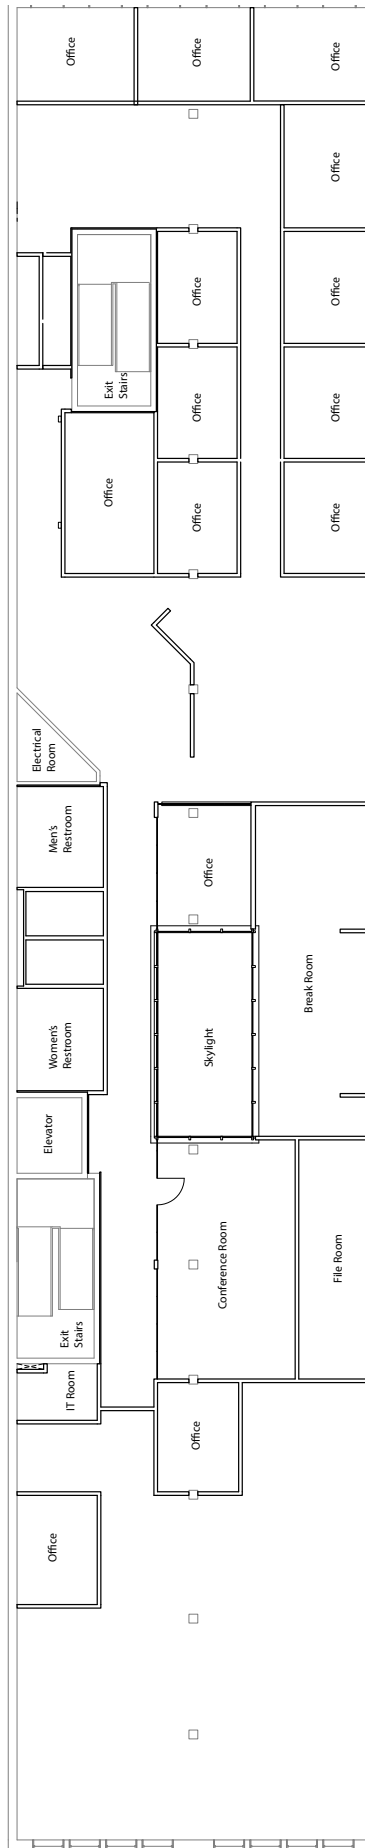 Office
Office
Office
Office
Office
Office
Exit
Stairs
Office
Office
Office
Office
Office
Electrical
Room
Men's
Restroom
Office
Break Room
Women's
Restroom
Skylight
Elevator
Conference Room
File Room
Exit
Stairs
IT Room
Office
Office